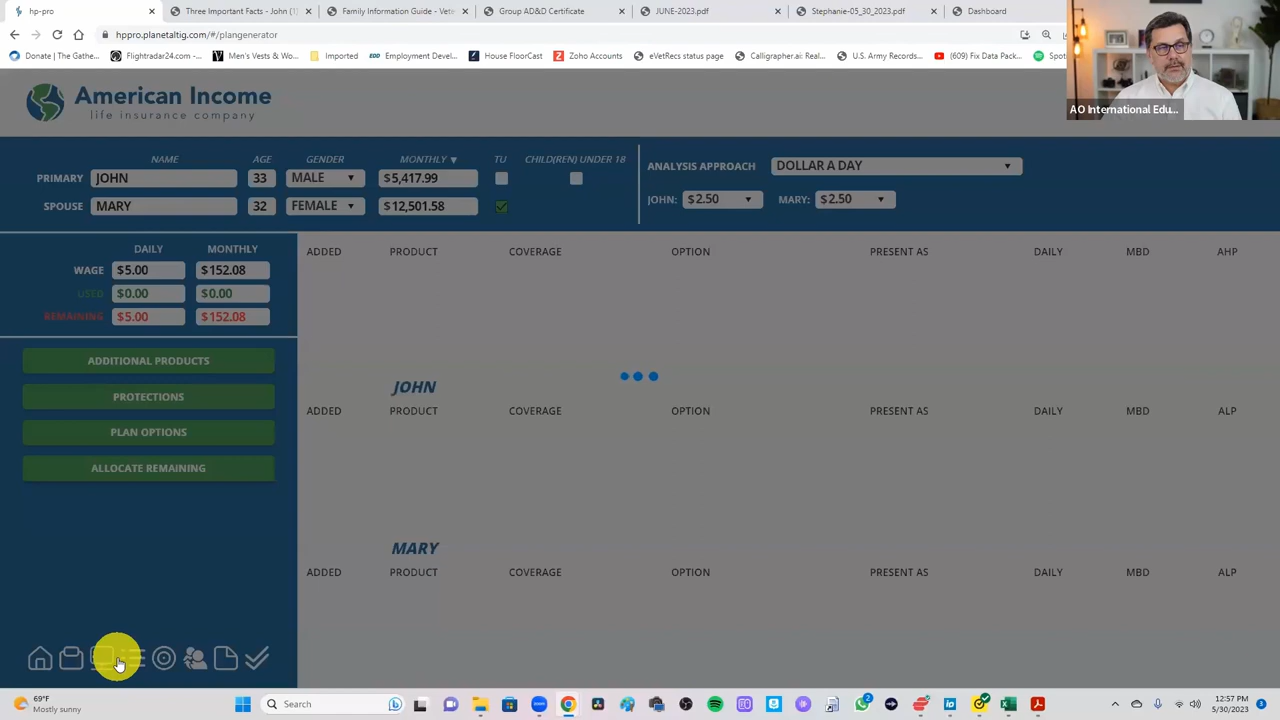 hp-pro
Three Important Facts - John (1)
Family Information Guide - Vete
Group AD&D Certificate
JUNE-2023.pdf
Stephanie-05_30_2023.pdf
Dashboard
hppro.planetaltig.com/#/plangenerator
Donate | The Gathe...
Flightradar24.com -...
Men's Vests & Wo...
Imported
Employment Devel...
House FloorCast
Zoho Accounts
eVetRecs status page
Calligrapher.ai: Real...
U.S. Army Records...
(609) Fix Data Pack...
Spot
AO International Edu...
American Income
life insurance company
NAME AGE GENDER MONTHLY ▼ TU CHILD(REN) UNDER 18
PRIMARY JOHN 33 MALE $5,417.99
SPOUSE MARY 32 FEMALE $12,501.58
ANALYSIS APPROACH DOLLAR A DAY
JOHN: $2.50 MARY: $2.50
DAILY MONTHLY
WAGE $5.00 $152.08
USED $0.00 $0.00
REMAINING $5.00 $152.08
ADDITIONAL PRODUCTS
PROTECTIONS
PLAN OPTIONS
ALLOCATE REMAINING
ADDED PRODUCT COVERAGE OPTION PRESENT AS DAILY MBD AHP
JOHN
ADDED PRODUCT COVERAGE OPTION PRESENT AS DAILY MBD ALP
MARY
ADDED PRODUCT COVERAGE OPTION PRESENT AS DAILY MBD ALP
69°F
Mostly sunny
Search
2
12:57 PM
5/30/2023
3